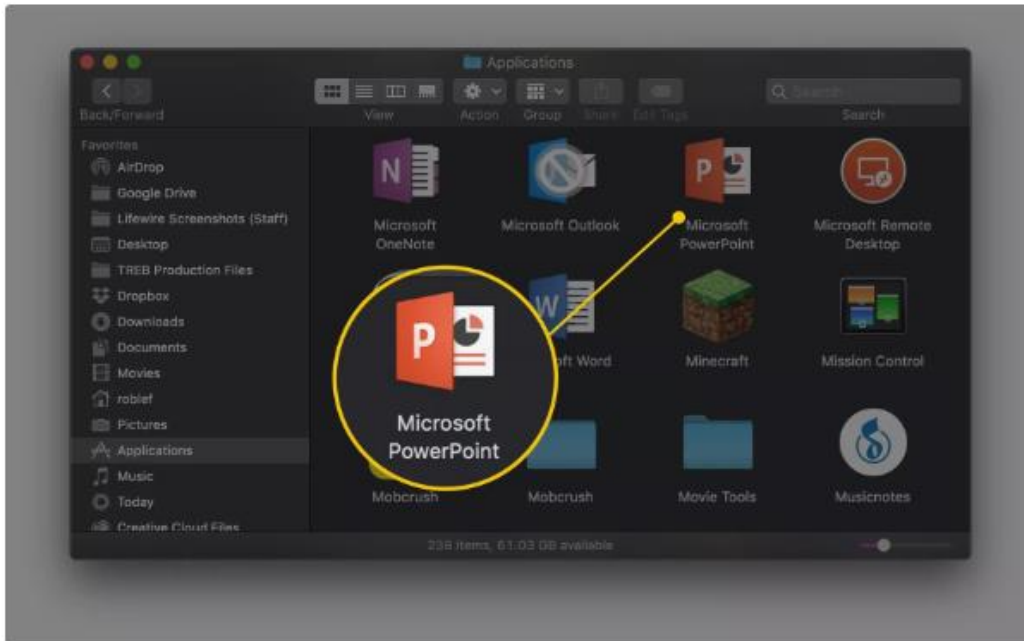 Applications
Back/Forward
View
Action
Group
Share
Edit Tags
Search
Search
Favorites
AirDrop
Google Drive
Lifewire Screenshots (Staff)
Desktop
TREB Production Files
Dropbox
Downloads
Documents
Movies
roblef
Pictures
Applications
Music
Today
Creative Cloud Files
N
Microsoft
OneNote
Microsoft Outlook
P
Microsoft
PowerPoint
Microsoft Remote
Desktop
P
Microsoft
PowerPoint
W
oft Word
Minecraft
Mission Control
Mobcrush
Mobcrush
Movie Tools
Musicnotes
236 items, 61.03 GB available